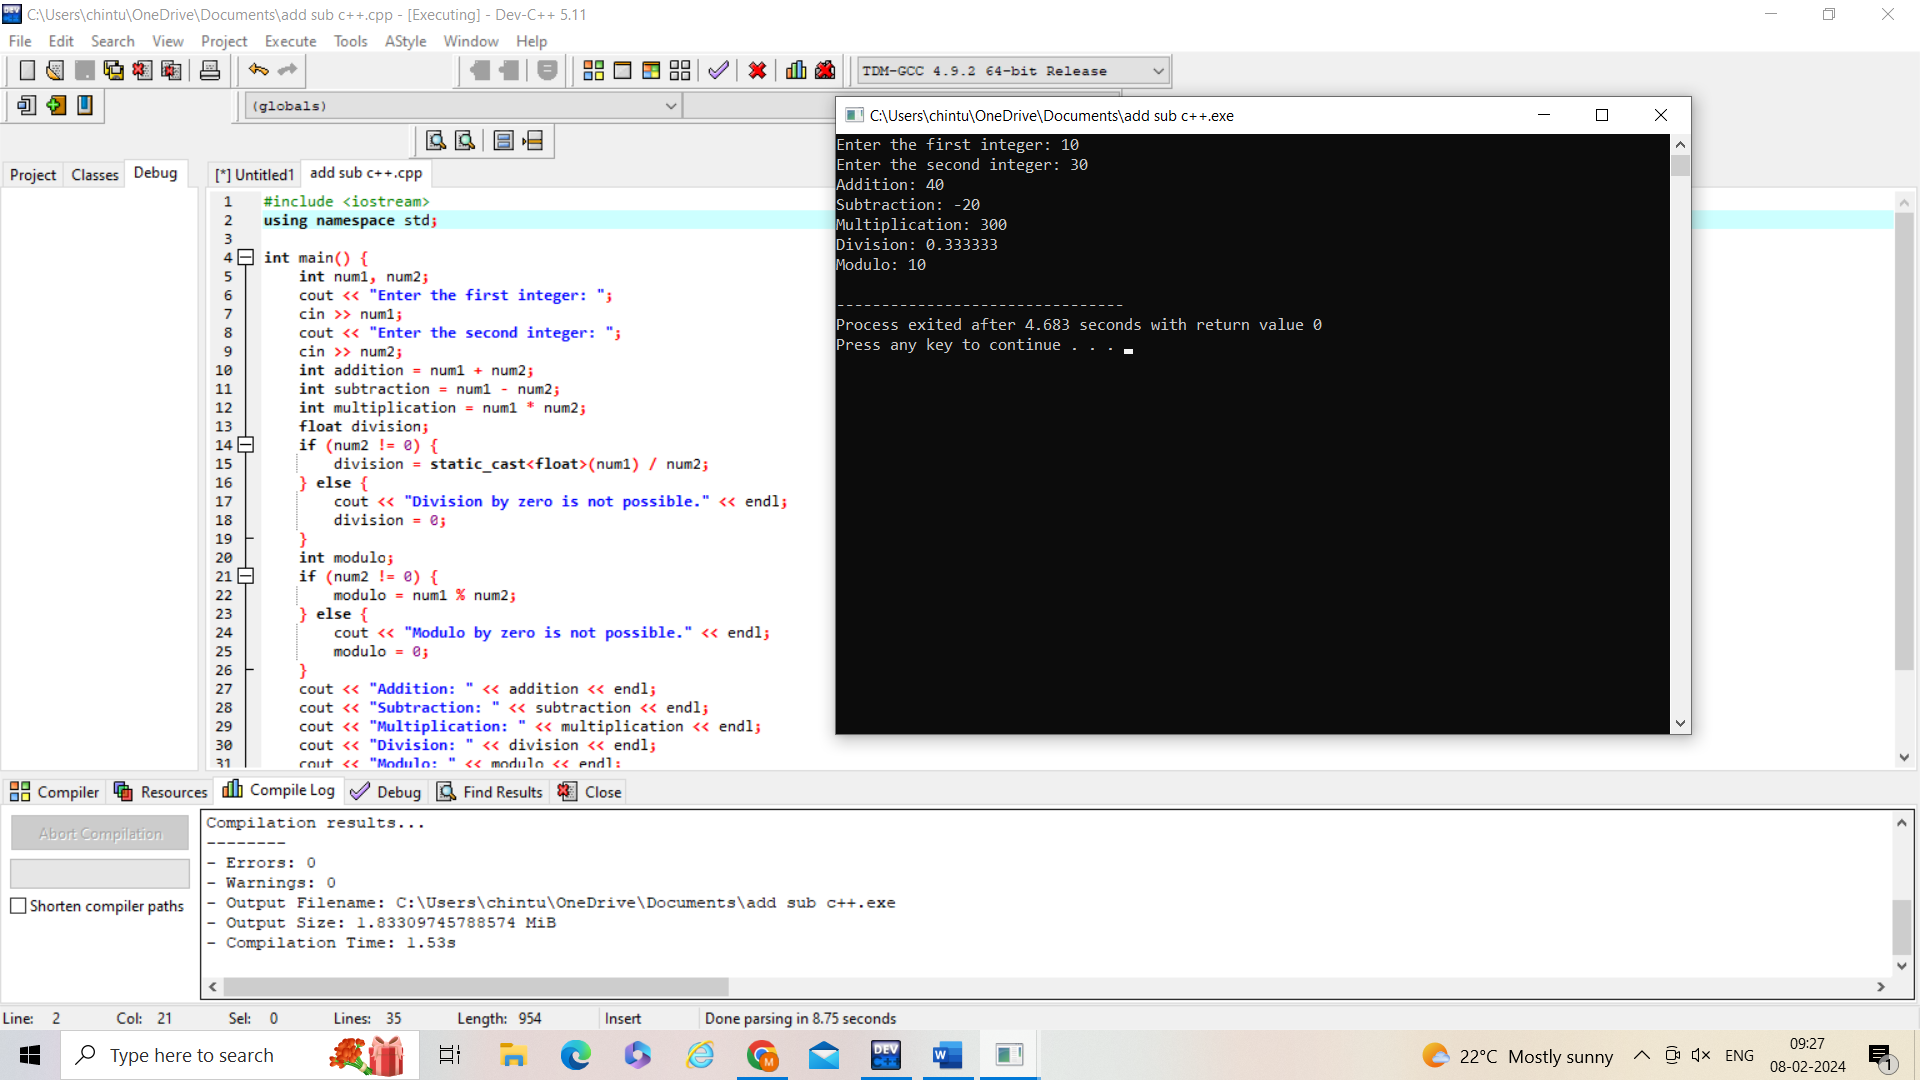 C:\Users\chintu\OneDrive\Documents\add sub c++.cpp - [Executing] - Dev-C++ 5.11
File Edit Search View Project Execute Tools AStyle Window Help
TDM-GCC 4.9.2 64-bit Release
(globals)
Project Classes Debug
[*] Untitled1 add sub c++.cpp
1 #include <iostream>
2 using namespace std;
3
4 int main() {
5 int num1, num2;
6 cout << "Enter the first integer: ";
7 cin >> num1;
8 cout << "Enter the second integer: ";
9 cin >> num2;
10 int addition = num1 + num2;
11 int subtraction = num1 - num2;
12 int multiplication = num1 * num2;
13 float division;
14 if (num2 != 0) {
15 division = static_cast<float>(num1) / num2;
16 } else {
17 cout << "Division by zero is not possible." << endl;
18 division = 0;
19 }
20 int modulo;
21 if (num2 != 0) {
22 modulo = num1 % num2;
23 } else {
24 cout << "Modulo by zero is not possible." << endl;
25 modulo = 0;
26 }
27 cout << "Addition: " << addition << endl;
28 cout << "Subtraction: " << subtraction << endl;
29 cout << "Multiplication: " << multiplication << endl;
30 cout << "Division: " << division << endl;
31 cout << "Modulo: " << modulo << endl;
C:\Users\chintu\OneDrive\Documents\add sub c++.exe
Enter the first integer: 10
Enter the second integer: 30
Addition: 40
Subtraction: -20
Multiplication: 300
Division: 0.333333
Modulo: 10
--------------------------------
Process exited after 4.683 seconds with return value 0
Press any key to continue . . .
Compiler Resources Compile Log Debug Find Results Close
Abort Compilation
Shorten compiler paths
Compilation results...
--------
- Errors: 0
- Warnings: 0
- Output Filename: C:\Users\chintu\OneDrive\Documents\add sub c++.exe
- Output Size: 1.83309745788574 MiB
- Compilation Time: 1.53s
Line: 2 Col: 21 Sel: 0 Lines: 35 Length: 954 Insert Done parsing in 8.75 seconds
Type here to search
DEV
M
W
22°C Mostly sunny
ENG
09:27
08-02-2024
1